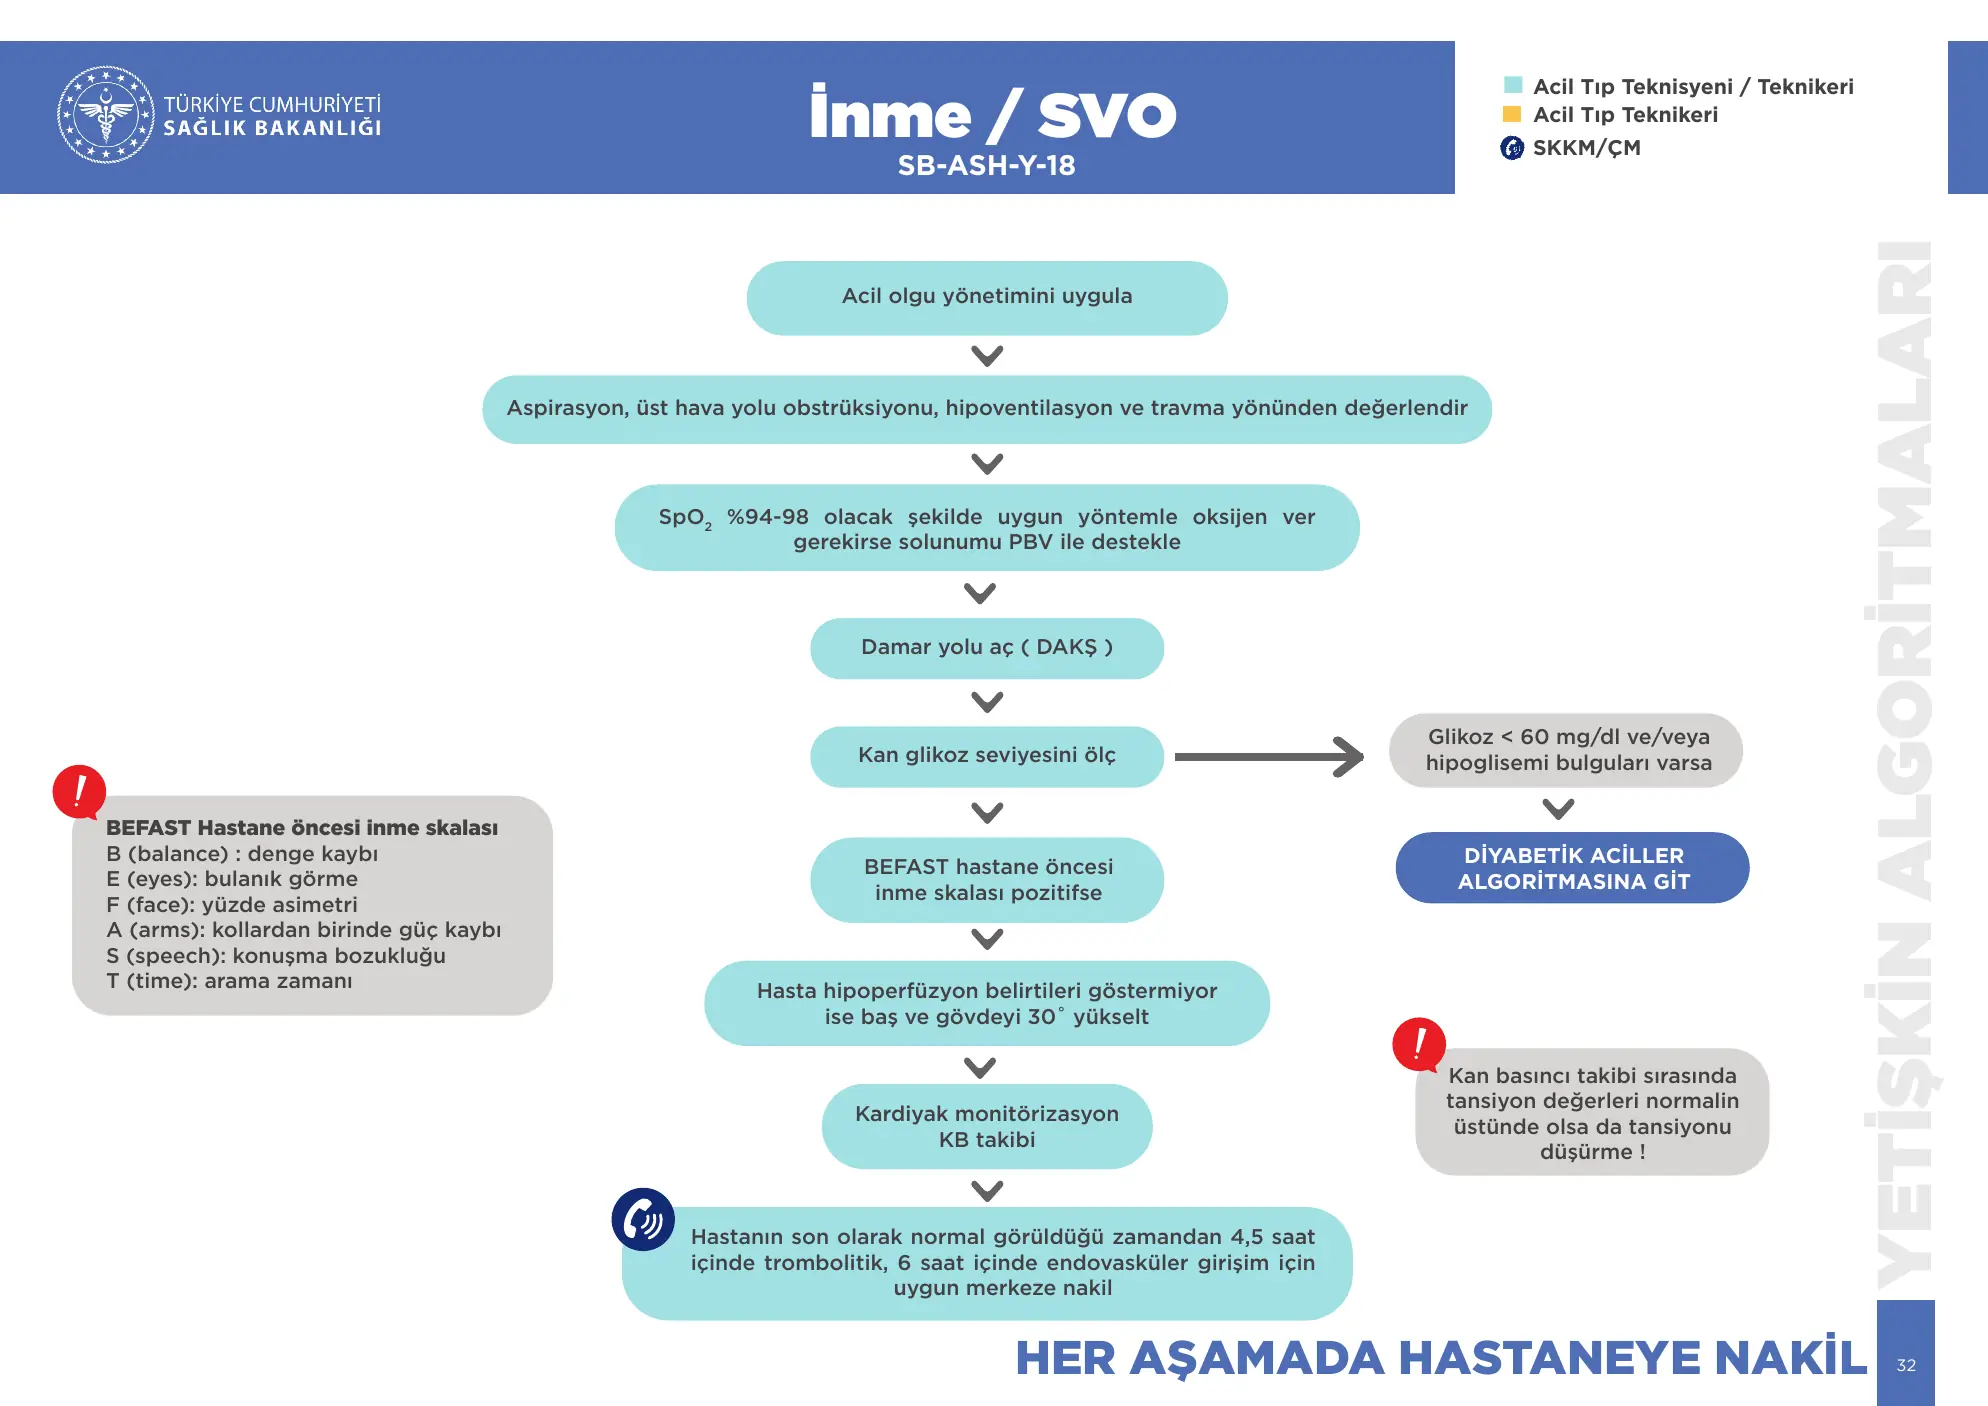 TÜRKİYE CUMHURİYETİ
SAĞLIK BAKANLIĞI
İnme / SVO
SB-ASH-Y-18
Acil Tıp Teknisyeni / Teknikeri
Acil Tıp Teknikeri
SKKM/ÇM
Acil olgu yönetimini uygula
Aspirasyon, üst hava yolu obstrüksiyonu, hipoventilasyon ve travma yönünden değerlendir
SpO₂ %94-98 olacak şekilde uygun yöntemle oksijen ver
gerekirse solunumu PBV ile destekle
Damar yolu aç ( DAKŞ )
Kan glikoz seviyesini ölç
Glikoz < 60 mg/dl ve/veya
hipoglisemi bulguları varsa
DİYABETİK ACİLLER
ALGORİTMASINA GİT
!
BEFAST Hastane öncesi inme skalası
B (balance) : denge kaybı
E (eyes): bulanık görme
F (face): yüzde asimetri
A (arms): kollardan birinde güç kaybı
S (speech): konuşma bozukluğu
T (time): arama zamanı
BEFAST hastane öncesi
inme skalası pozitifse
Hasta hipoperfüzyon belirtileri göstermiyor
ise baş ve gövdeyi 30˚ yükselt
Kardiyak monitörizasyon
KB takibi
!
Kan basıncı takibi sırasında
tansiyon değerleri normalin
üstünde olsa da tansiyonu
düşürme !
Hastanın son olarak normal görüldüğü zamandan 4,5 saat
içinde trombolitik, 6 saat içinde endovasküler girişim için
uygun merkeze nakil
YETİŞKİN ALGORİTMALARI
HER AŞAMADA HASTANEYE NAKİL
32